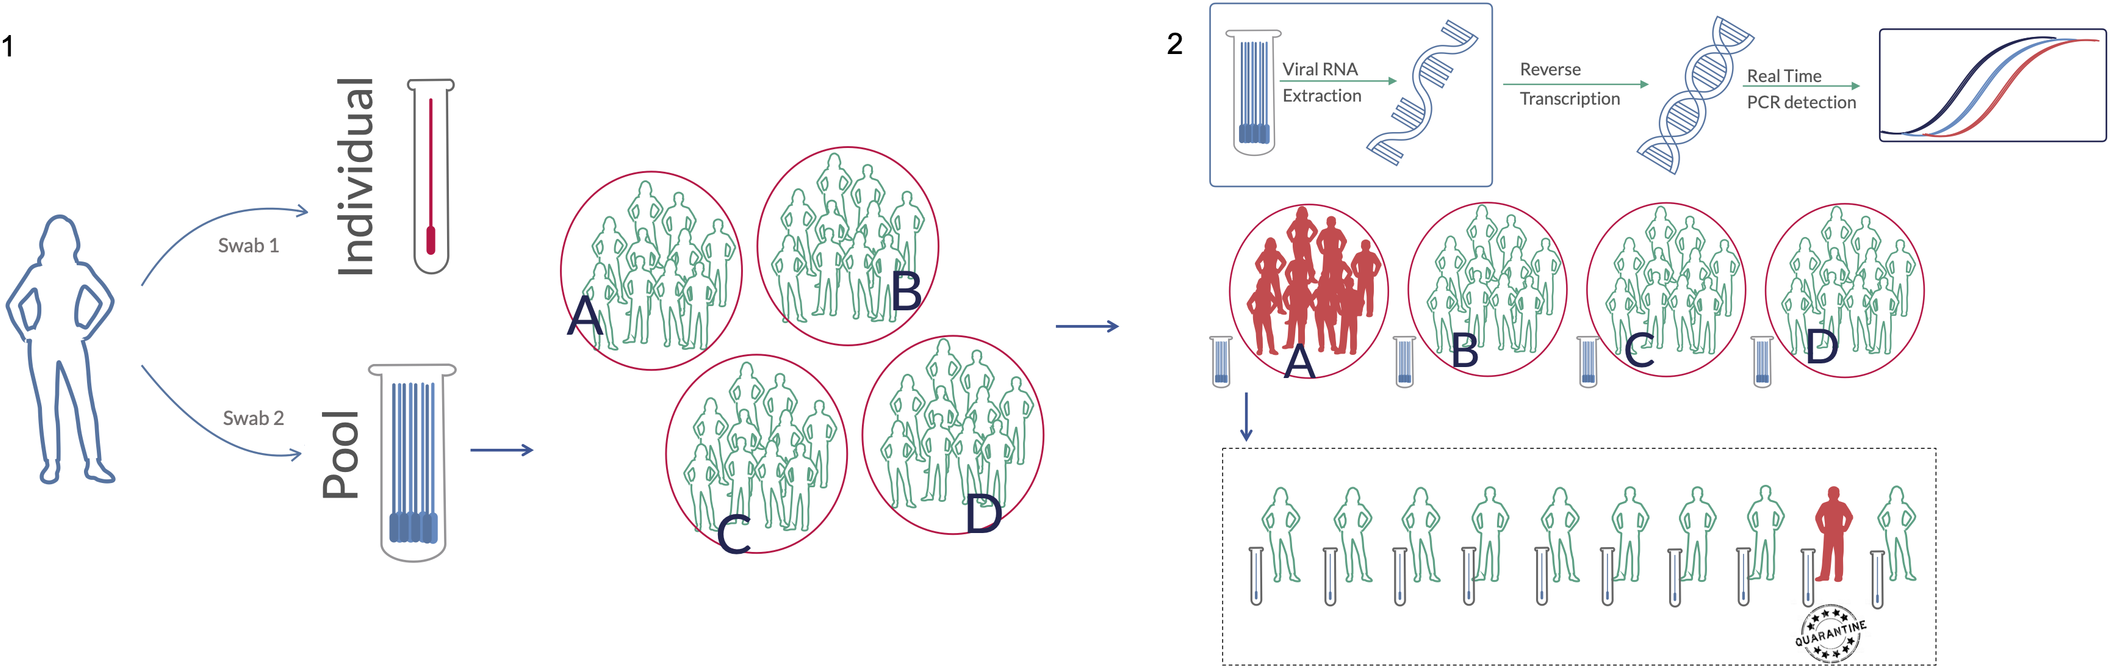 1
Individual
Swab 1
Swab 2
Pool
A
B
C
D
2
Viral RNA
Extraction
Reverse
Transcription
Real Time
PCR detection
A
B
C
D
QUARANTINE